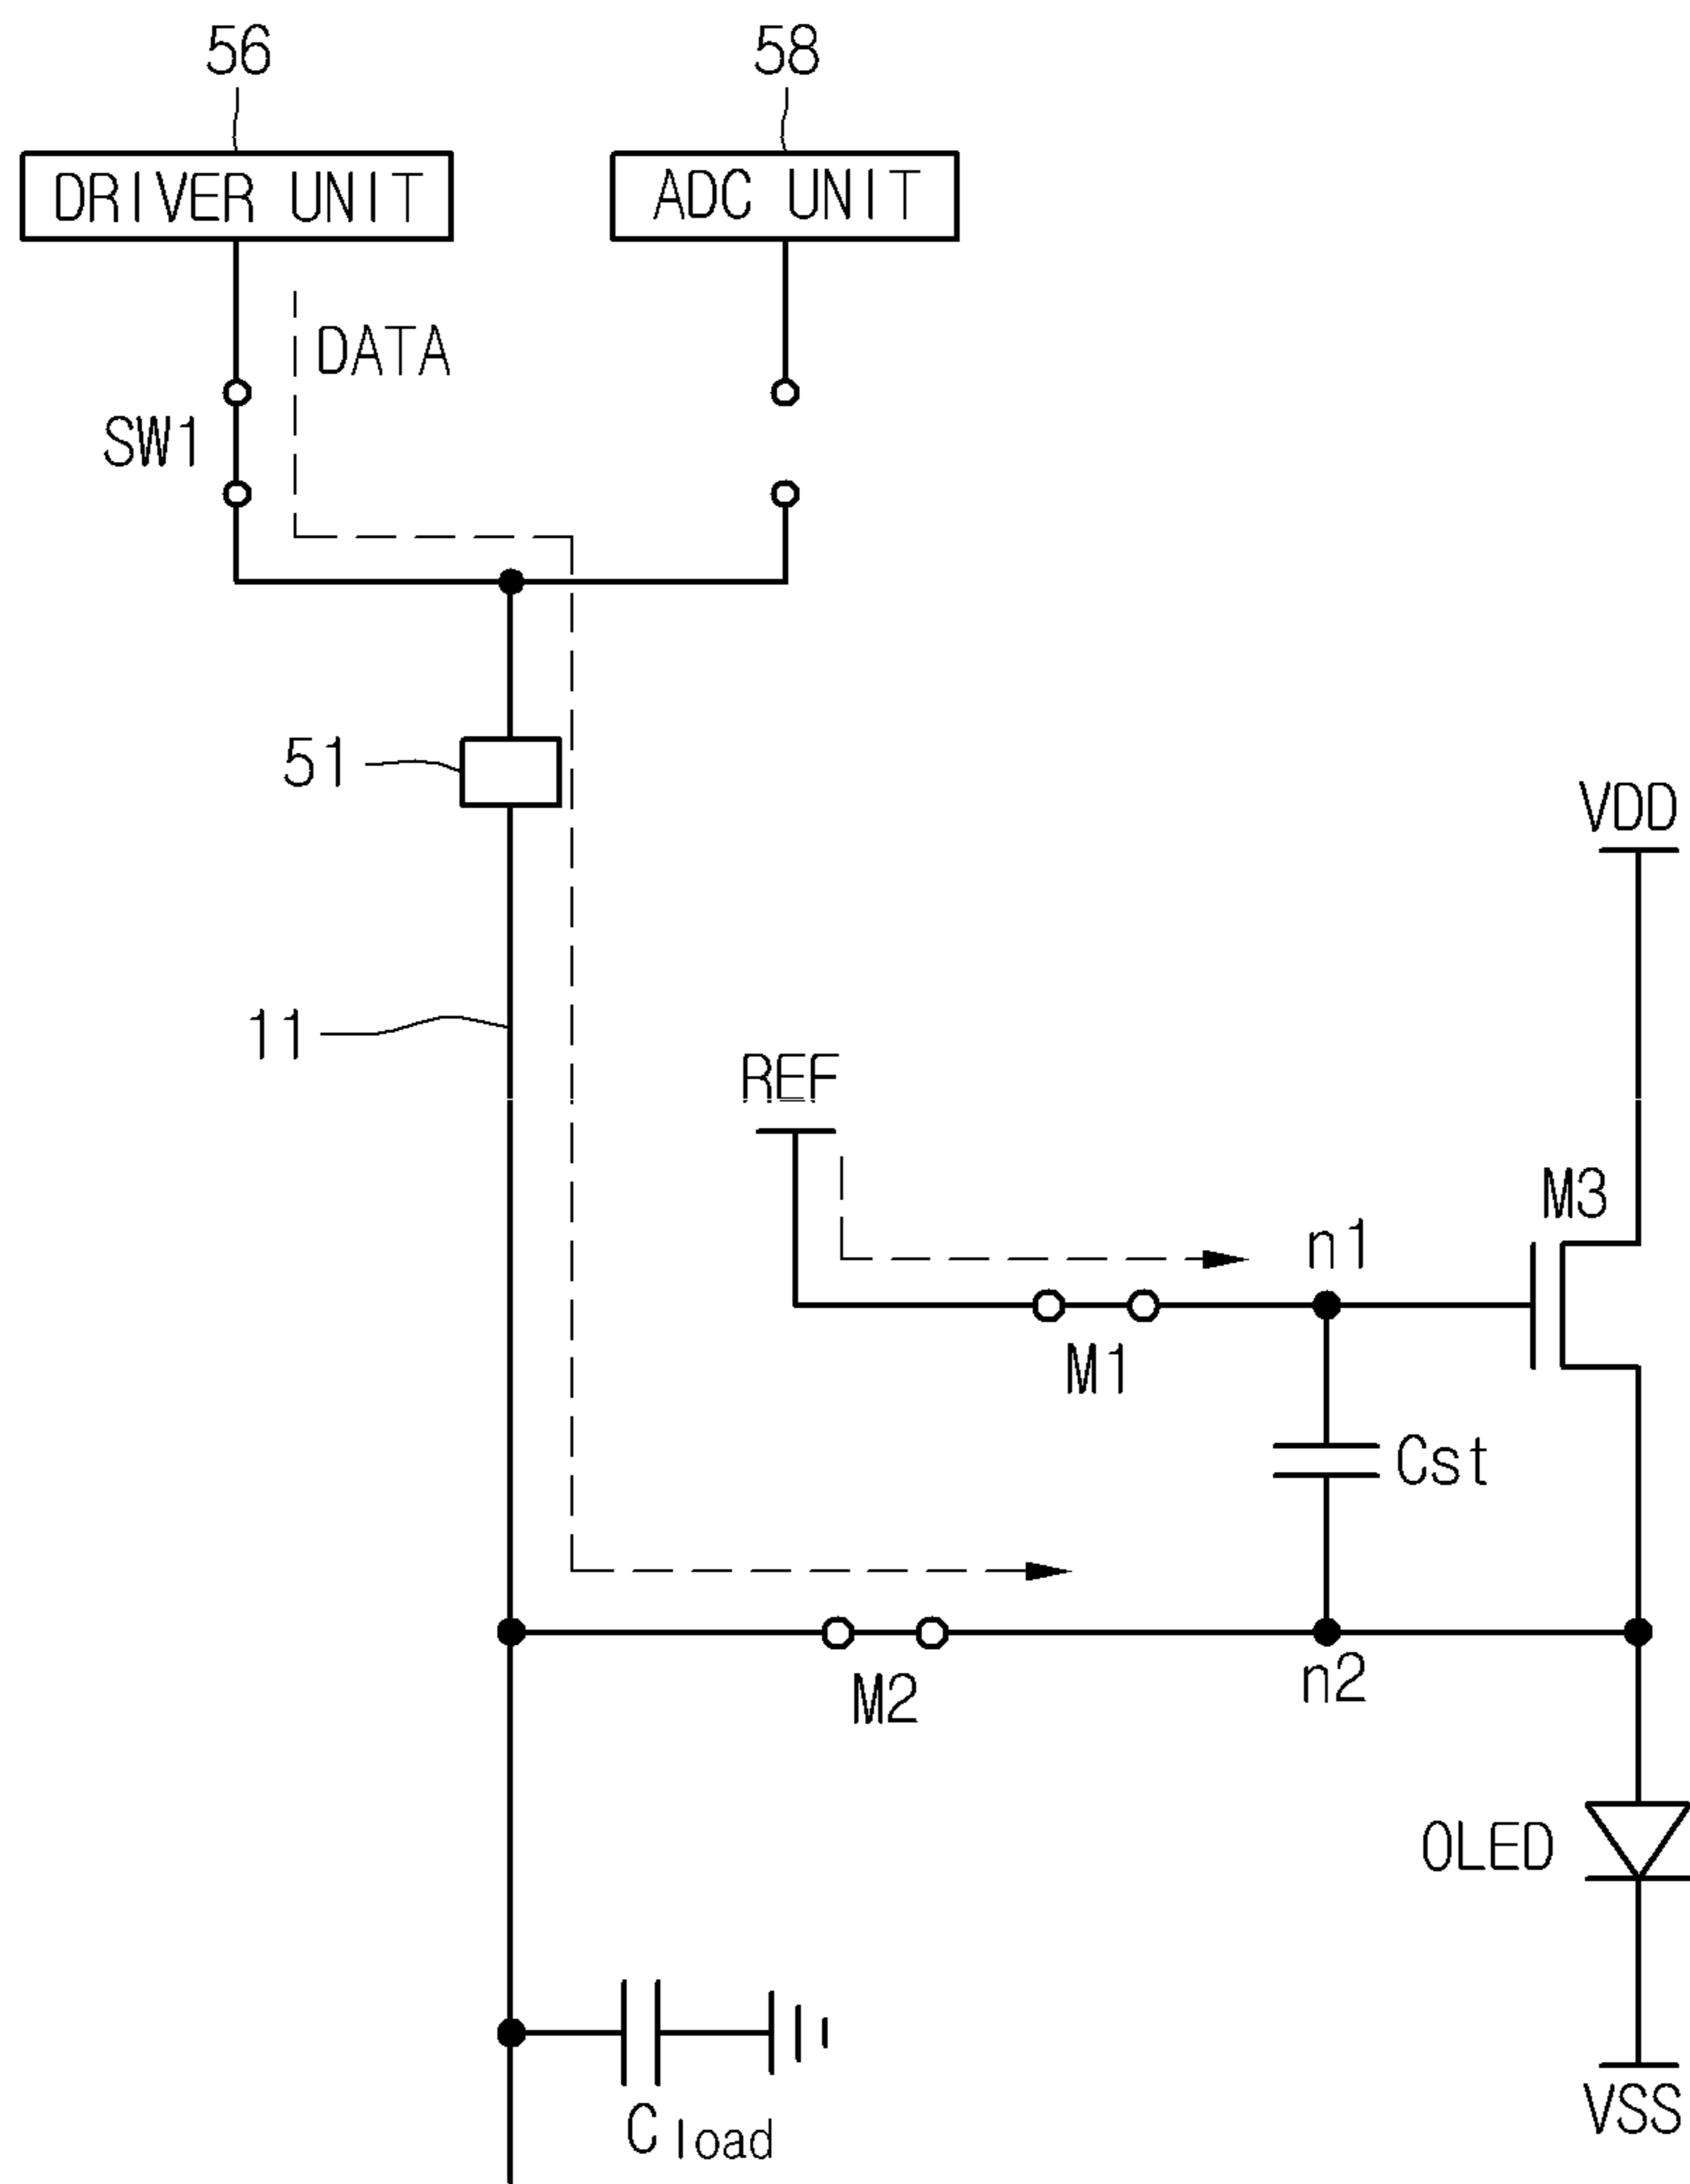 56
58
DRIVER UNIT
ADC UNIT
DATA
SW1
51
VDD
11
REF
M3
n1
M1
Cst
n2
M2
OLED
Cload
VSS